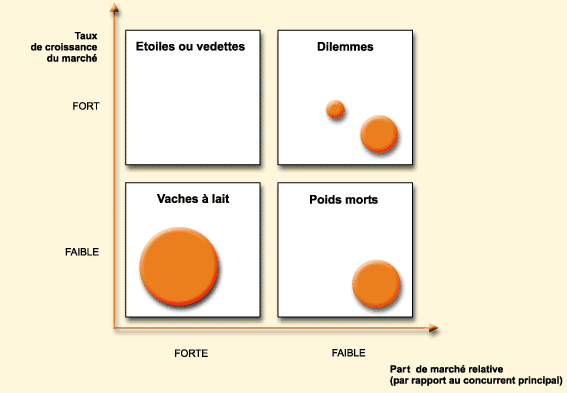 Taux
de croissance
du marché
Etoiles ou vedettes
Dilemmes
FORT
Vaches à lait
Poids morts
FAIBLE
FORTE
FAIBLE
Part de marché relative
(par rapport au concurrent principal)